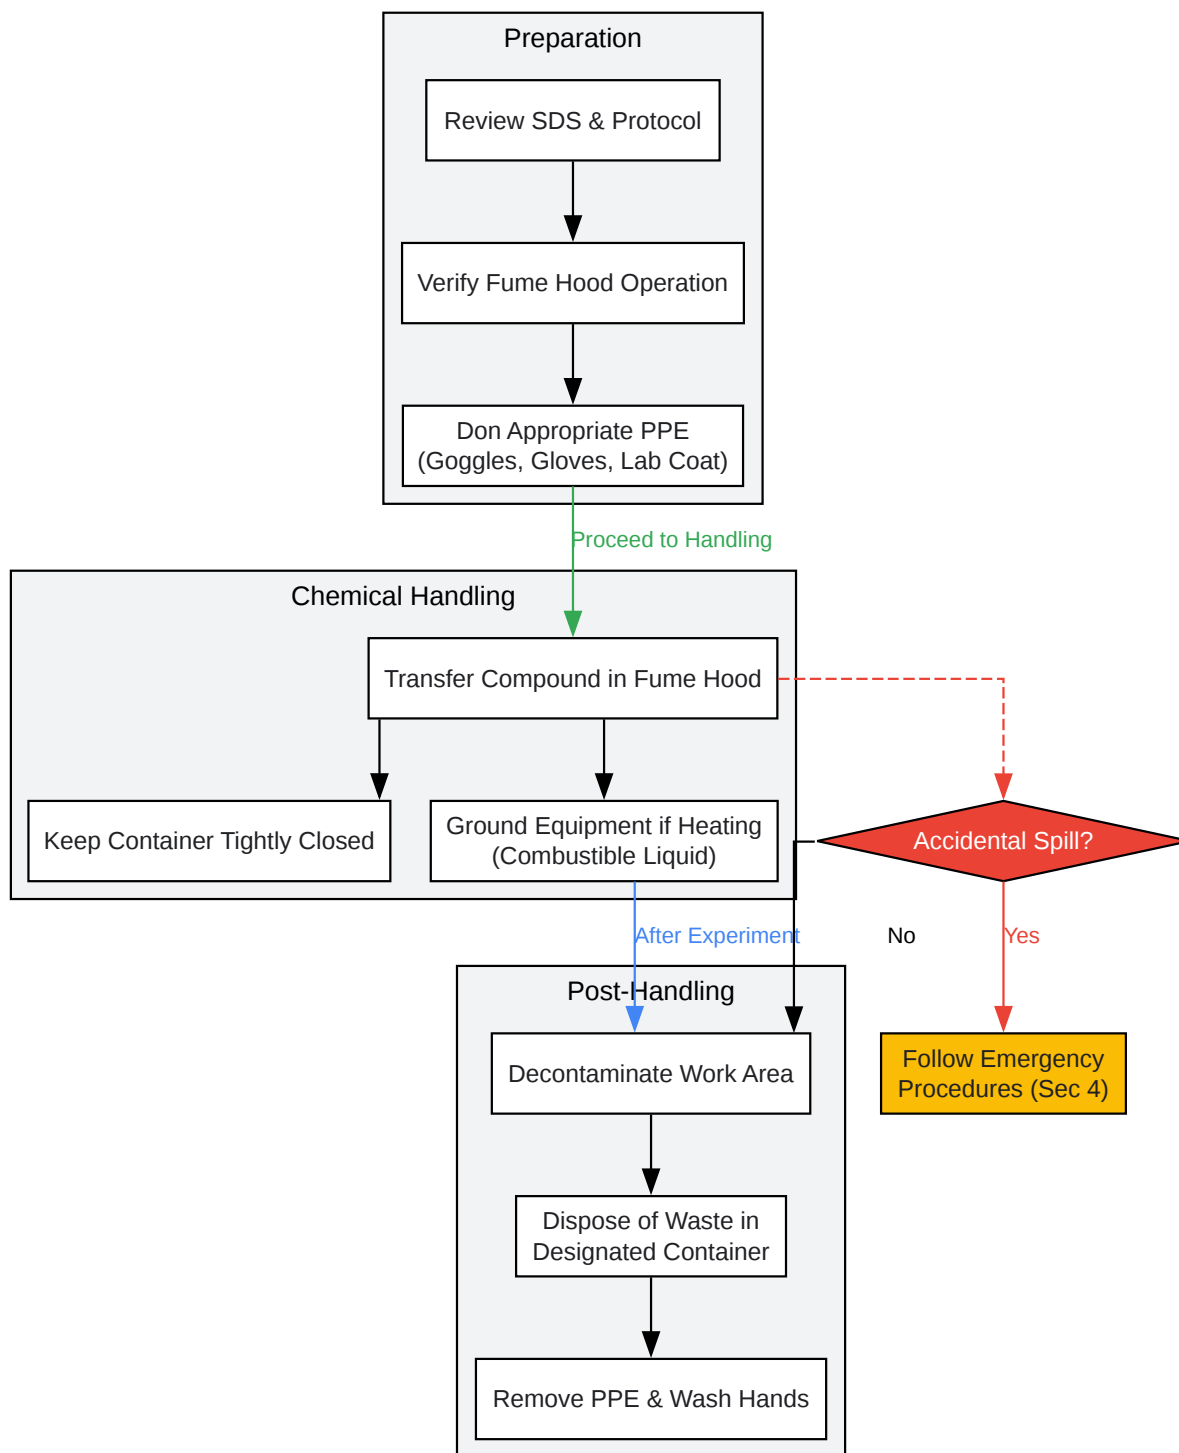 Preparation
Review SDS & Protocol
Verify Fume Hood Operation
Don Appropriate PPE
(Goggles, Gloves, Lab Coat)
Proceed to Handling
Chemical Handling
Transfer Compound in Fume Hood
Keep Container Tightly Closed
Ground Equipment if Heating
(Combustible Liquid)
Accidental Spill?
After Experiment
No
Yes
Post-Handling
Decontaminate Work Area
Follow Emergency
Procedures (Sec 4)
Dispose of Waste in
Designated Container
Remove PPE & Wash Hands